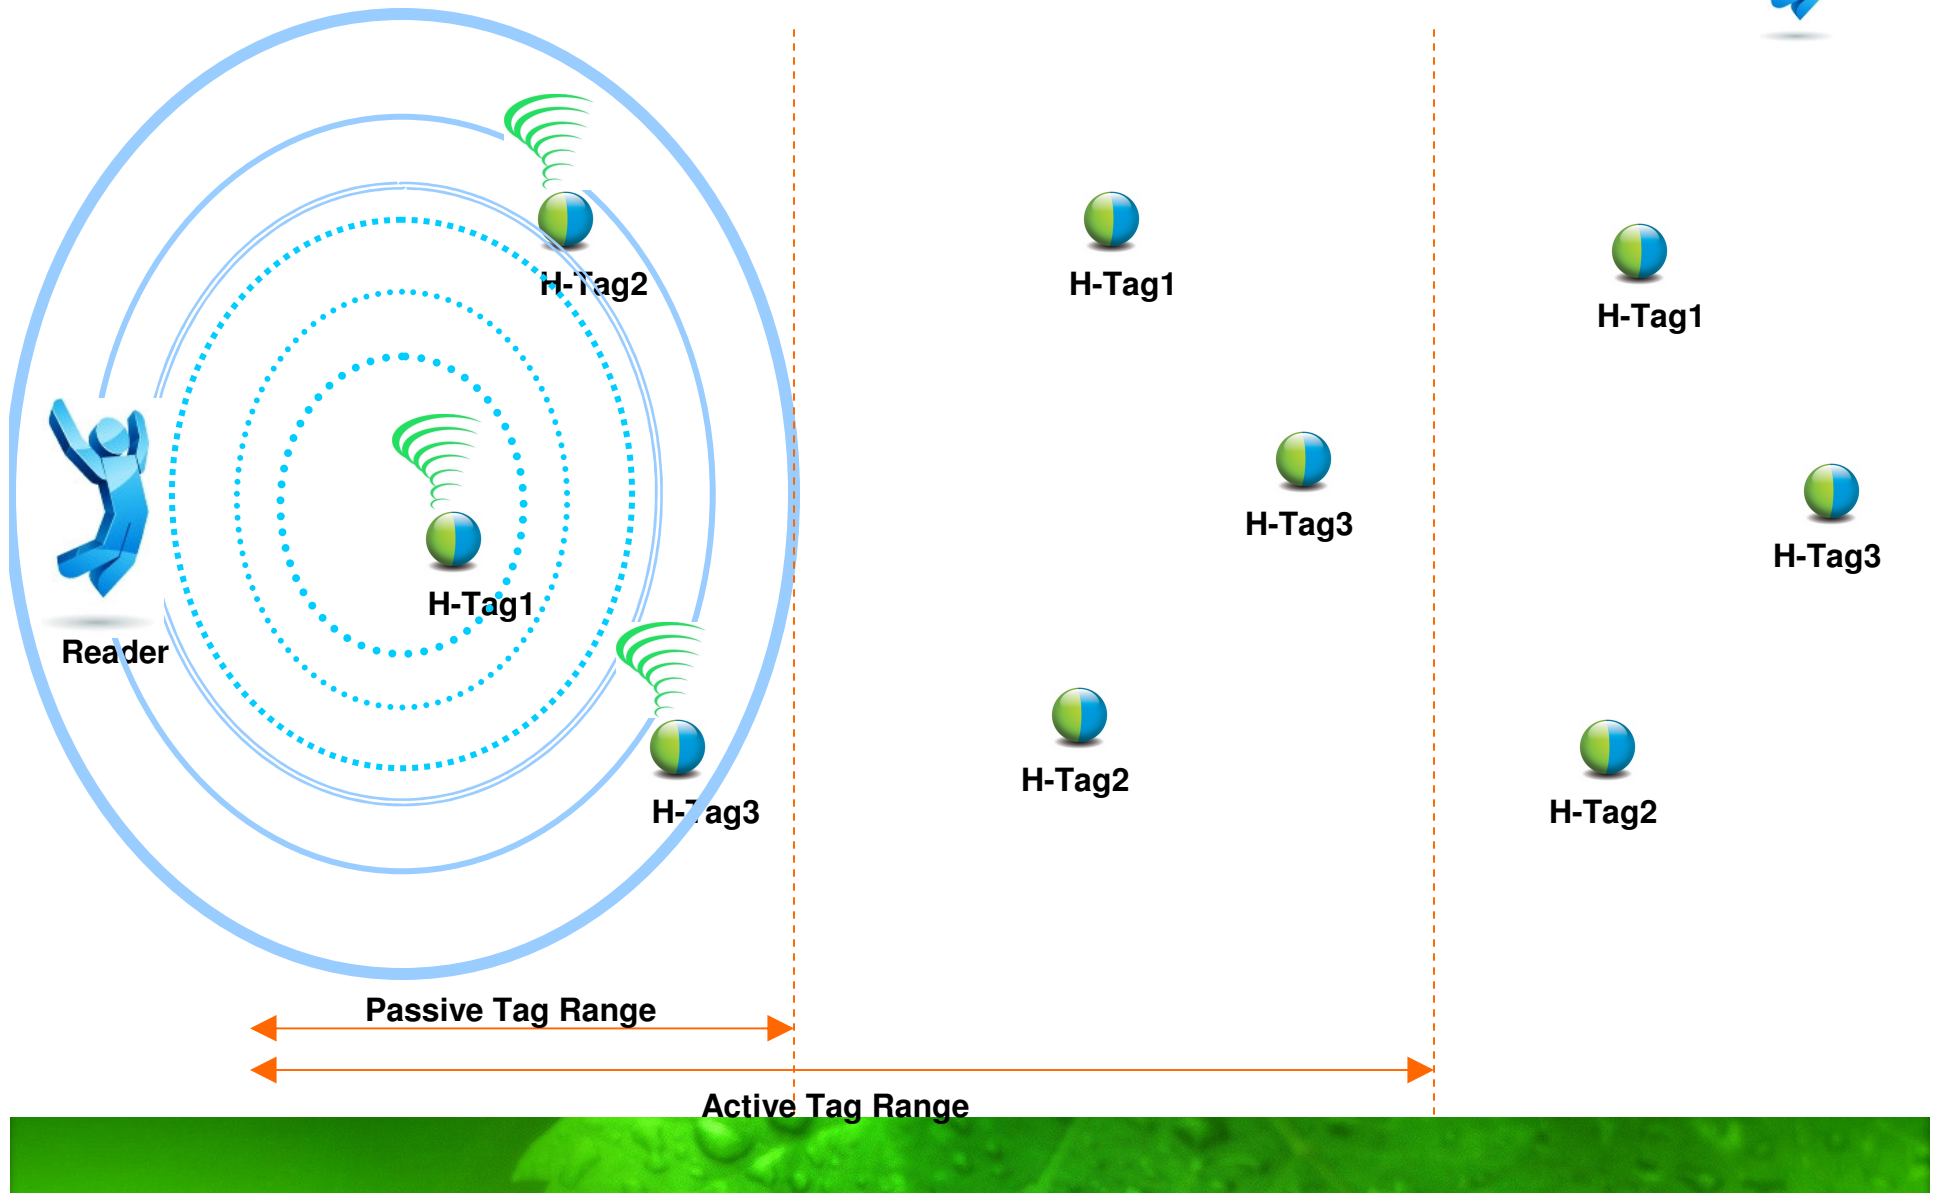 H-Tag2
H-Tag1
H-Tag1
H-Tag3
H-Tag3
H-Tag1
Reader
H-Tag2
H-Tag3
H-Tag2
Passive Tag Range
Active Tag Range